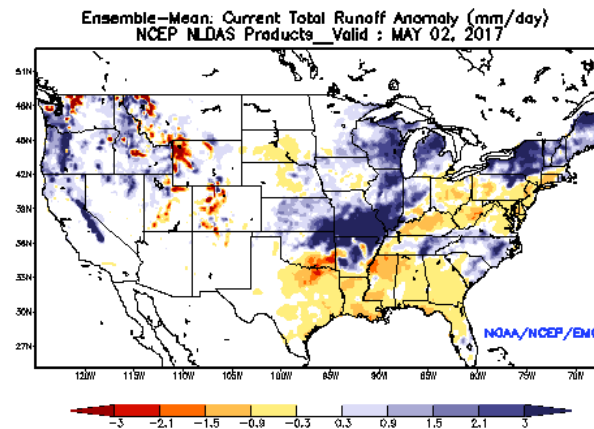 Ensemble-Mean: Current Total Runoff Anomaly (mm/day)
NCEP NLDAS Products__Valid : MAY 02, 2017
51N
48N
45N
42N
39N
36N
33N
30N
27N
120W 115W 110W 105W 100W 95W 90W 85W 80W 75W 70W
NOAA/NCEP/EMC
-3 -2.1 -1.5 -0.9 -0.3 0.3 0.9 1.5 2.1 3